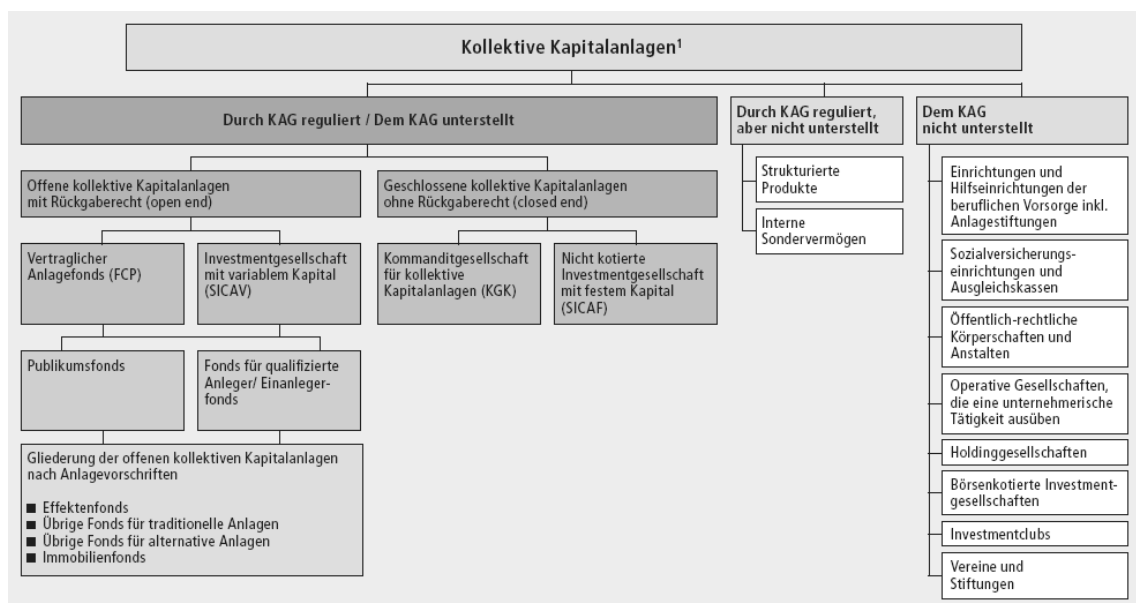 Kollektive Kapitalanlagen¹
Durch KAG reguliert / Dem KAG unterstellt
Durch KAG reguliert,
aber nicht unterstellt
Dem KAG
nicht unterstellt
Offene kollektive Kapitalanlagen
mit Rückgaberecht (open end)
Geschlossene kollektive Kapitalanlagen
ohne Rückgaberecht (closed end)
Vertraglicher
Anlagefonds (FCP)
Investmentgesellschaft
mit variablem Kapital
(SICAV)
Kommanditgesellschaft
für kollektive
Kapitalanlagen (KGK)
Nicht kotierte
Investmentgesellschaft
mit festem Kapital
(SICAF)
Publikumsfonds
Fonds für qualifizierte
Anleger/ Einanleger-
fonds
Gliederung der offenen kollektiven Kapitalanlagen
nach Anlagevorschriften
■ Effektenfonds
■ Übrige Fonds für traditionelle Anlagen
■ Übrige Fonds für alternative Anlagen
■ Immobilienfonds
Strukturierte
Produkte
Interne
Sondervermögen
Einrichtungen und
Hilfseinrichtungen der
beruflichen Vorsorge inkl.
Anlagestiftungen
Sozialversicherungs-
einrichtungen und
Ausgleichskassen
Öffentlich-rechtliche
Körperschaften und
Anstalten
Operative Gesellschaften,
die eine unternehmerische
Tätigkeit ausüben
Holdinggesellschaften
Börsenkotierte Investment-
gesellschaften
Investmentclubs
Vereine und
Stiftungen